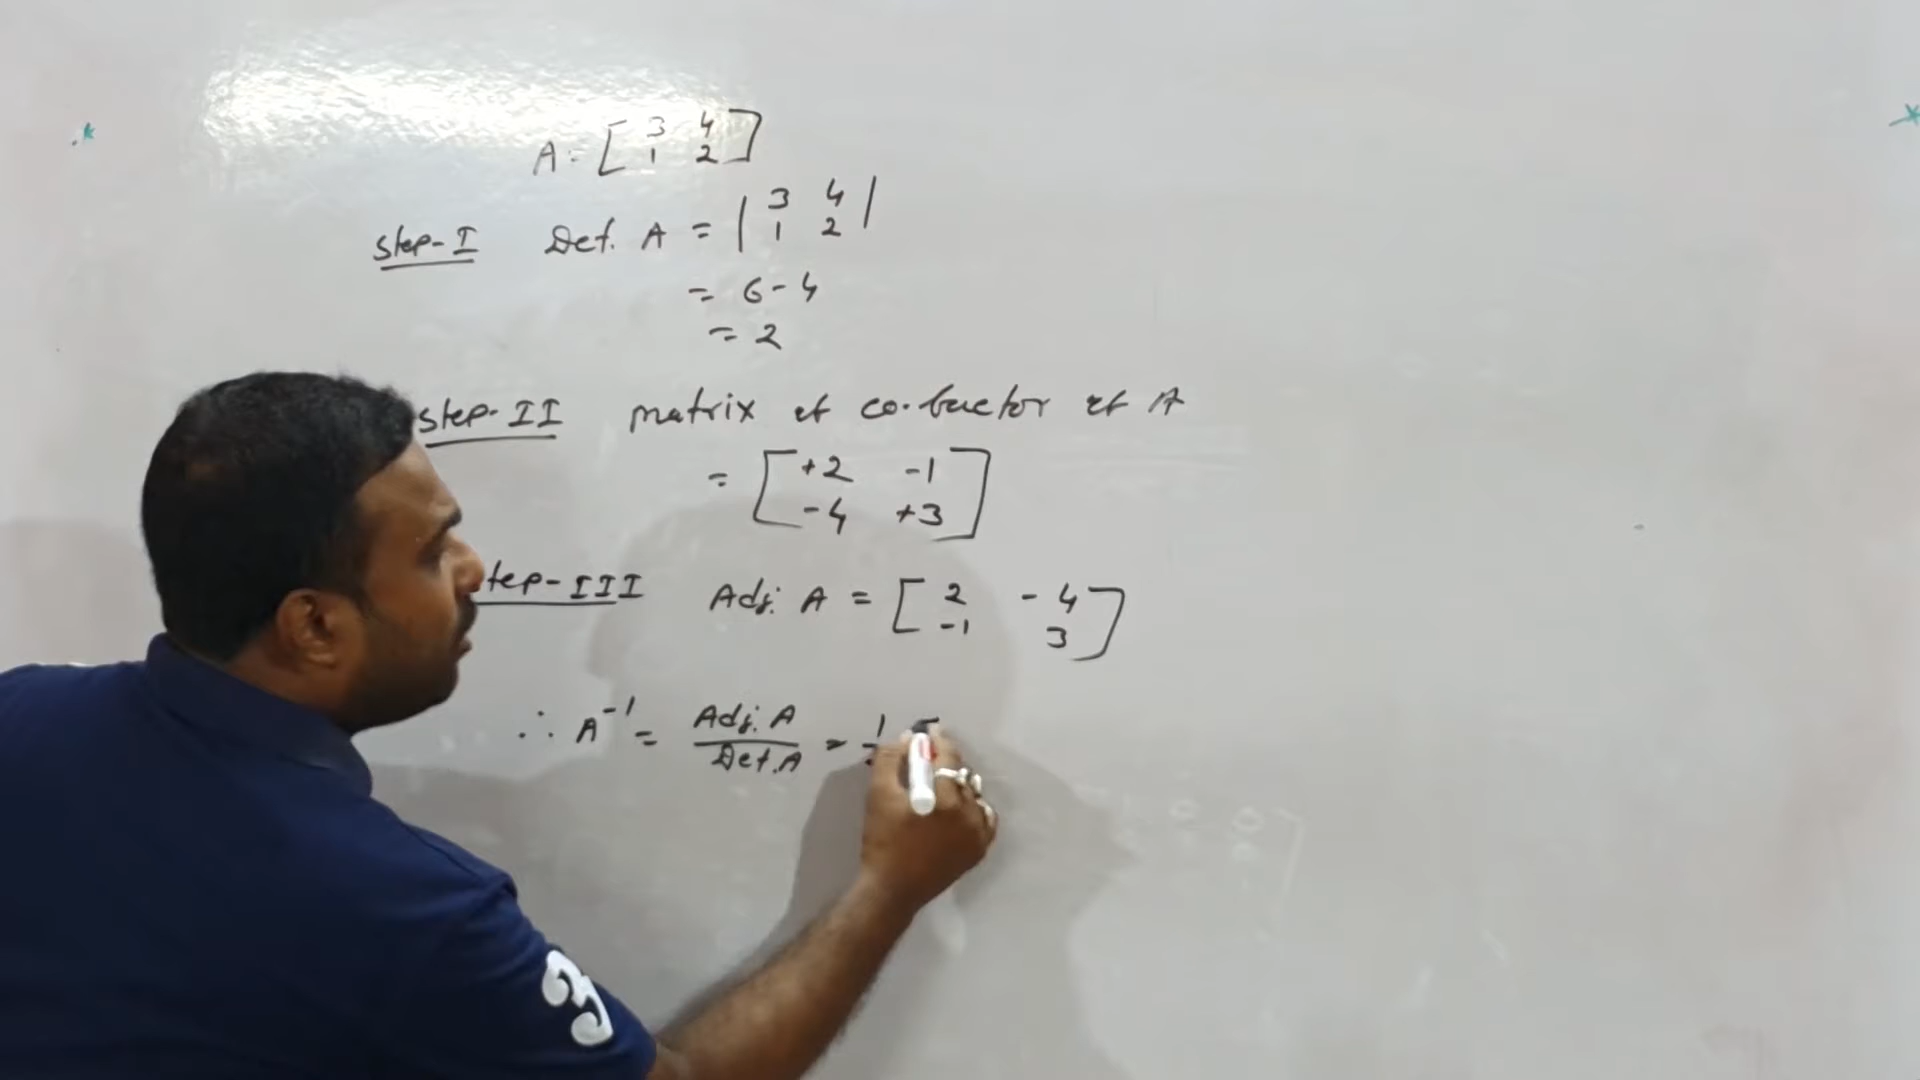 A = [ 3 4
1 2 ]
Step-I Det. A = | 3 4
1 2 |
= 6 - 4
= 2
step-II matrix of co-factor of A
= [ +2 -1
-4 +3 ]
tep-III Adj. A = [ 2 -4
-1 3 ]
∴ A⁻¹ = Adj. A / Det. A = 1
3